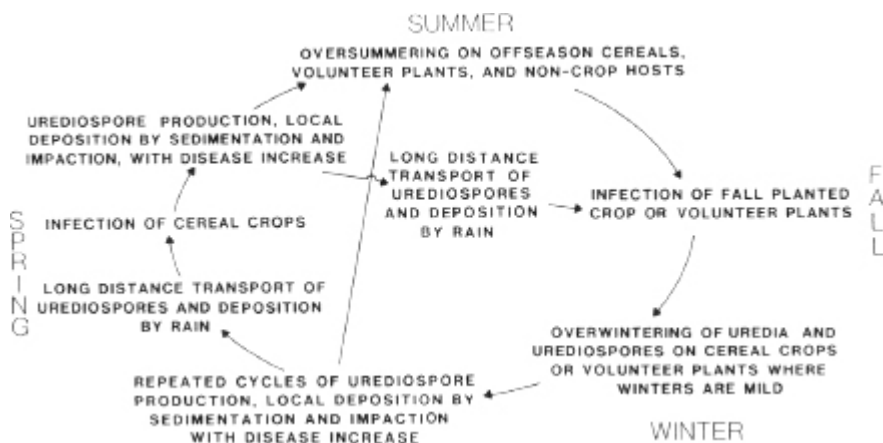 SUMMER
OVERSUMMERING ON OFFSEASON CEREALS,
VOLUNTEER PLANTS, AND NON-CROP HOSTS
UREDIOSPORE PRODUCTION, LOCAL
DEPOSITION BY SEDIMENTATION AND
IMPACTION, WITH DISEASE INCREASE
LONG DISTANCE
TRANSPORT OF
UREDIOSPORES
AND DEPOSITION
BY RAIN
FALL
INFECTION OF FALL PLANTED
CROP OR VOLUNTEER PLANTS
SPRING
INFECTION OF CEREAL CROPS
LONG DISTANCE TRANSPORT OF
UREDIOSPORES AND DEPOSITION
BY RAIN
OVERWINTERING OF UREDIA AND
UREDIOSPORES ON CEREAL CROPS
OR VOLUNTEER PLANTS WHERE
WINTERS ARE MILD
REPEATED CYCLES OF UREDIOSPORE
PRODUCTION, LOCAL DEPOSITION BY
SEDIMENTATION AND IMPACTION
WITH DISEASE INCREASE
WINTER